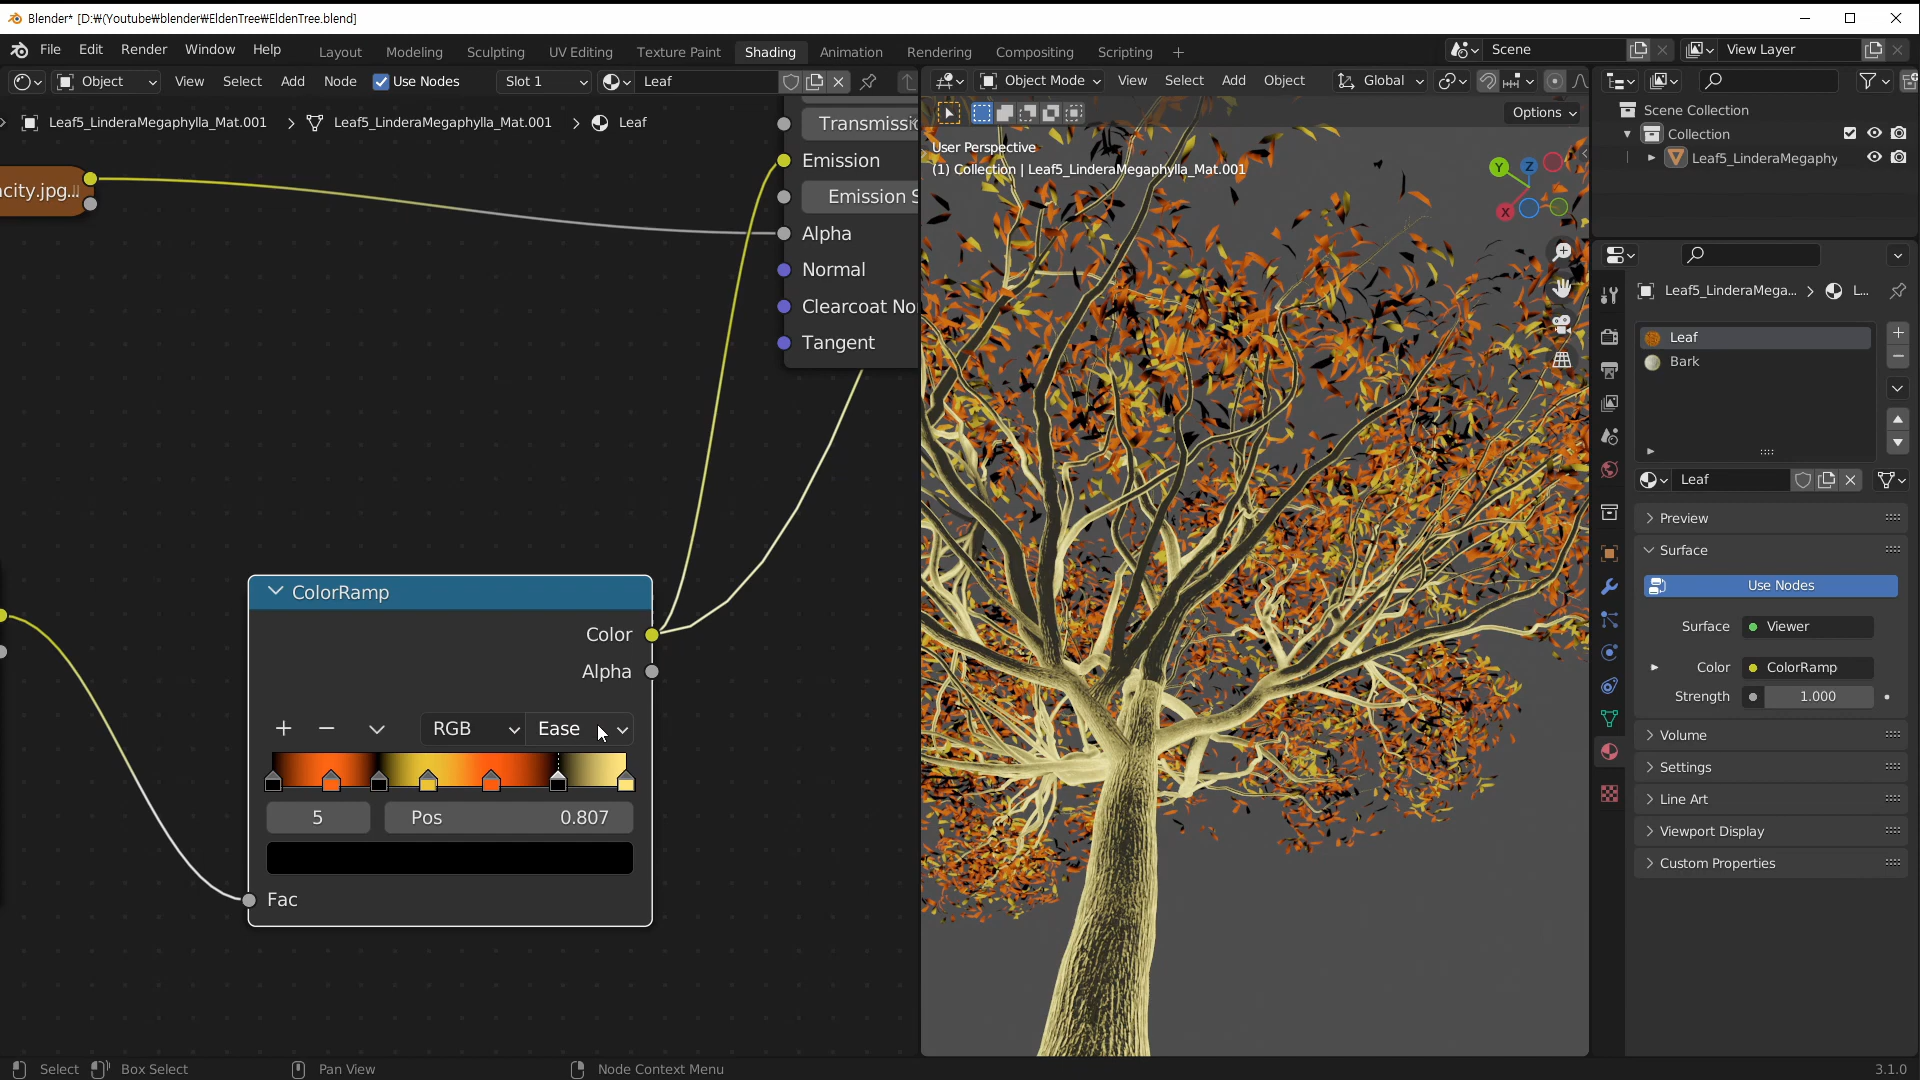 Blender* [D:₩(Youtube₩blender₩EldenTree₩EldenTree.blend]
File Edit Render Window Help Layout Modeling Sculpting UV Editing Texture Paint Shading Animation Rendering Compositing Scripting + Scene View Layer
Object View Select Add Node Use Nodes Slot 1 Leaf
Object Mode View Select Add Object Global
Leaf5_LinderaMegaphylla_Mat.001 > Leaf5_LinderaMegaphylla_Mat.001 > Leaf
Options
User Perspective
(1) Collection | Leaf5_LinderaMegaphylla_Mat.001
Y
Z
X
acity.jpg...
Transmissi
Emission
Emission S
Alpha
Normal
Clearcoat No
Tangent
ColorRamp
Color
Alpha
RGB Ease
5 Pos 0.807
Fac
Scene Collection
Collection
Leaf5_LinderaMegaphy
Leaf5_LinderaMega... > L...
Leaf
Bark
Leaf
Preview
Surface
Use Nodes
Surface Viewer
Color ColorRamp
Strength 1.000
Volume
Settings
Line Art
Viewport Display
Custom Properties
Select Box Select Pan View Node Context Menu 3.1.0